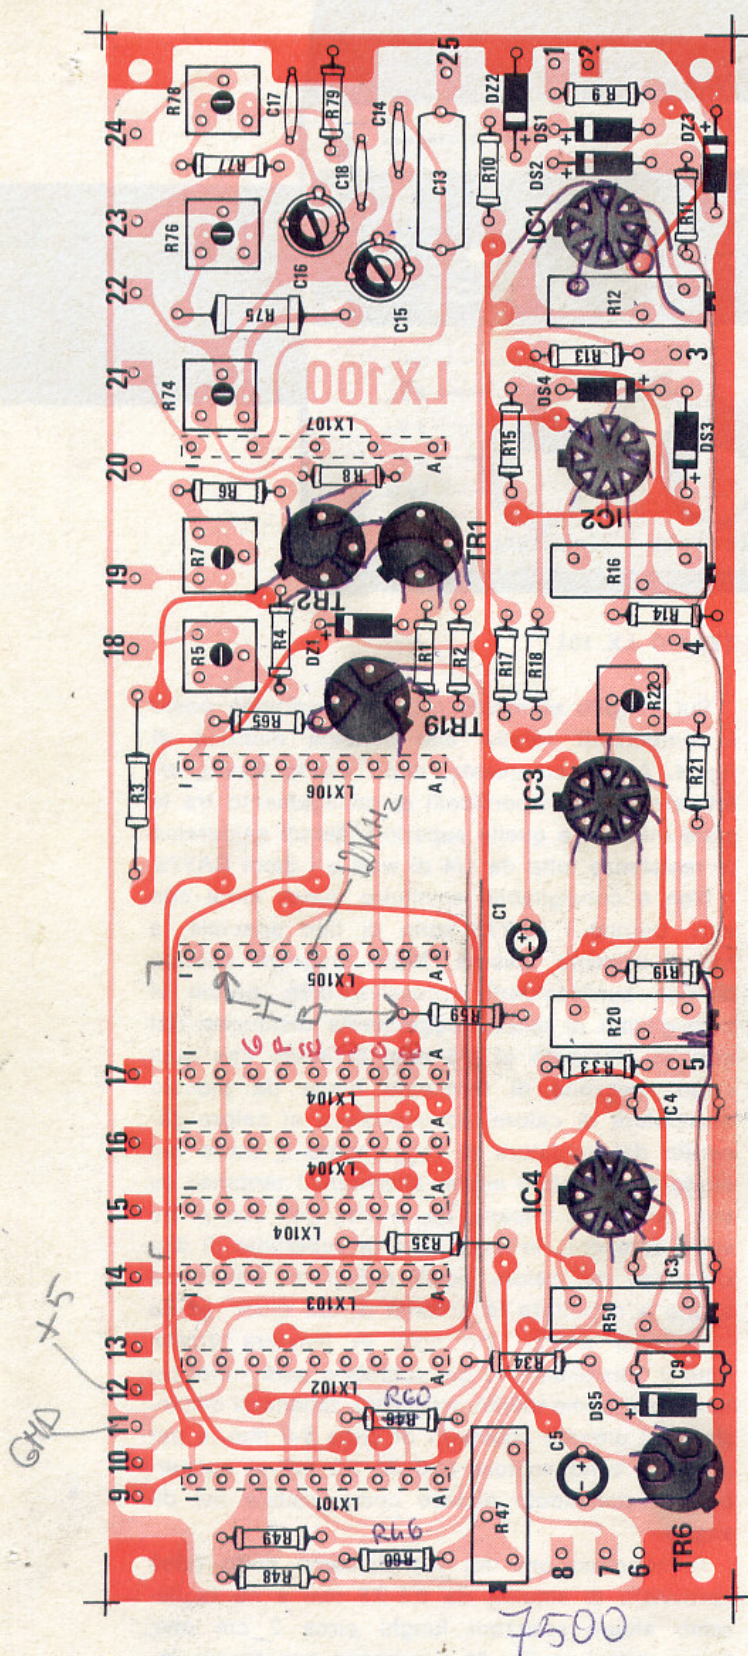 25
1
2
R78
C17
R79
C14
DZ2
R9
24
DS1
DZ3
R77
C18
C13
R10
DS2
R11
23
R76
IC1
C16
22
R12
R75
C15
R13
3
21
R74
LX100
DS4
LX107
R15
DS3
20
A
R8
R6
IC2
19
R7
TR1
R16
TR2
R14
18
R5
R4
DZ1
R1
R2
R17
R18
4
R22
R65
TR19
I
A
LX106
R3
IC3
R21
12KHz
C1
I
A
LX105
R19
H
R59
R20
17
G
F
E
I
A
R33
5
LX104
C4
16
I
A
LX104
IC4
15
I
A
LX104
R35
C3
14
I
A
LX103
R50
13
+5
R34
C9
12
I
A
LX102
R60
R46
DS5
11
GND
10
C5
9
I
A
LX101
R47
R49
R46
R60
TR6
R48
8
7
6
7500